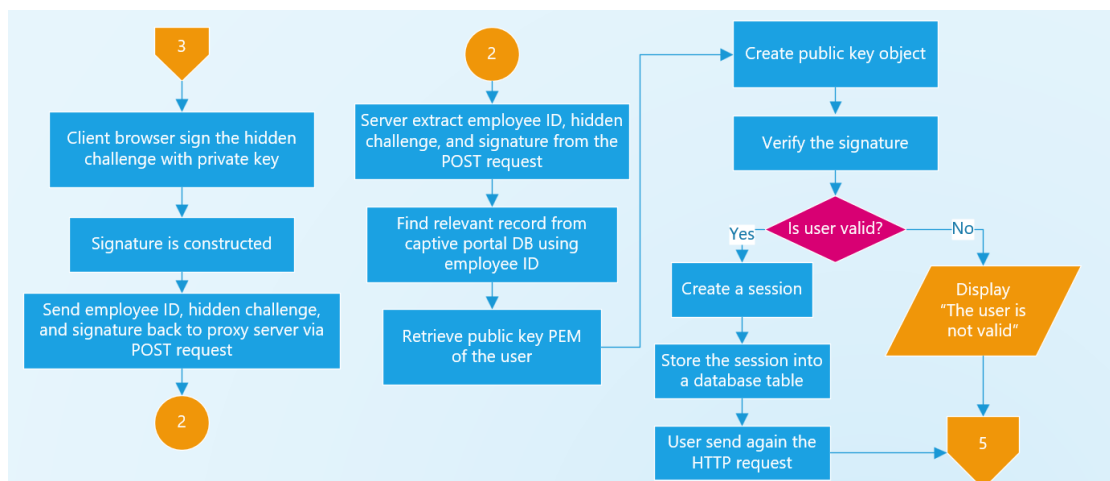 3
Client browser sign the hidden
challenge with private key
Signature is constructed
Send employee ID, hidden challenge,
and signature back to proxy server via
POST request
2
2
Server extract employee ID, hidden
challenge, and signature from the
POST request
Find relevant record from
captive portal DB using
employee ID
Retrieve public key PEM
of the user
Create public key object
Verify the signature
Is user valid?
Yes
No
Create a session
Store the session into
a database table
User send again the
HTTP request
Display
“The user is
not valid”
5